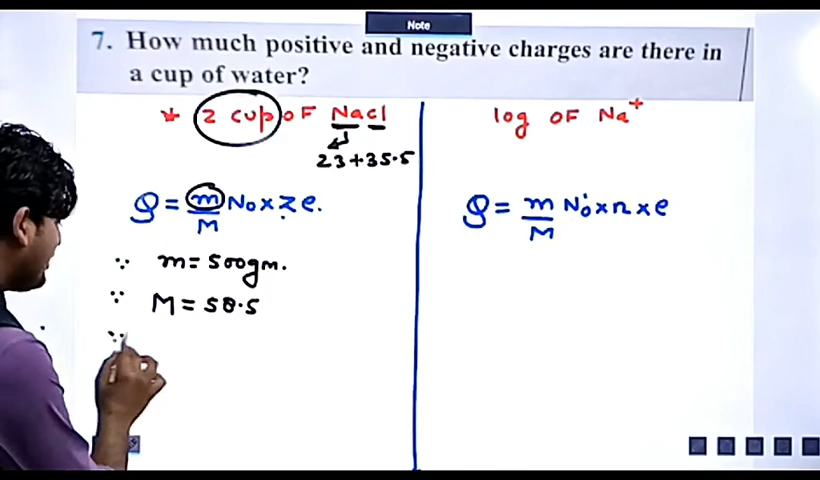 Note
7. How much positive and negative charges are there in
a cup of water?
* 2 cup OF Nacl
23+35.5
Q = m/M N₀ × z e.
∵ m = 500gm.
∵ M = 58.5
∵
log OF Na⁺
Q = m/M N₀ × n × e